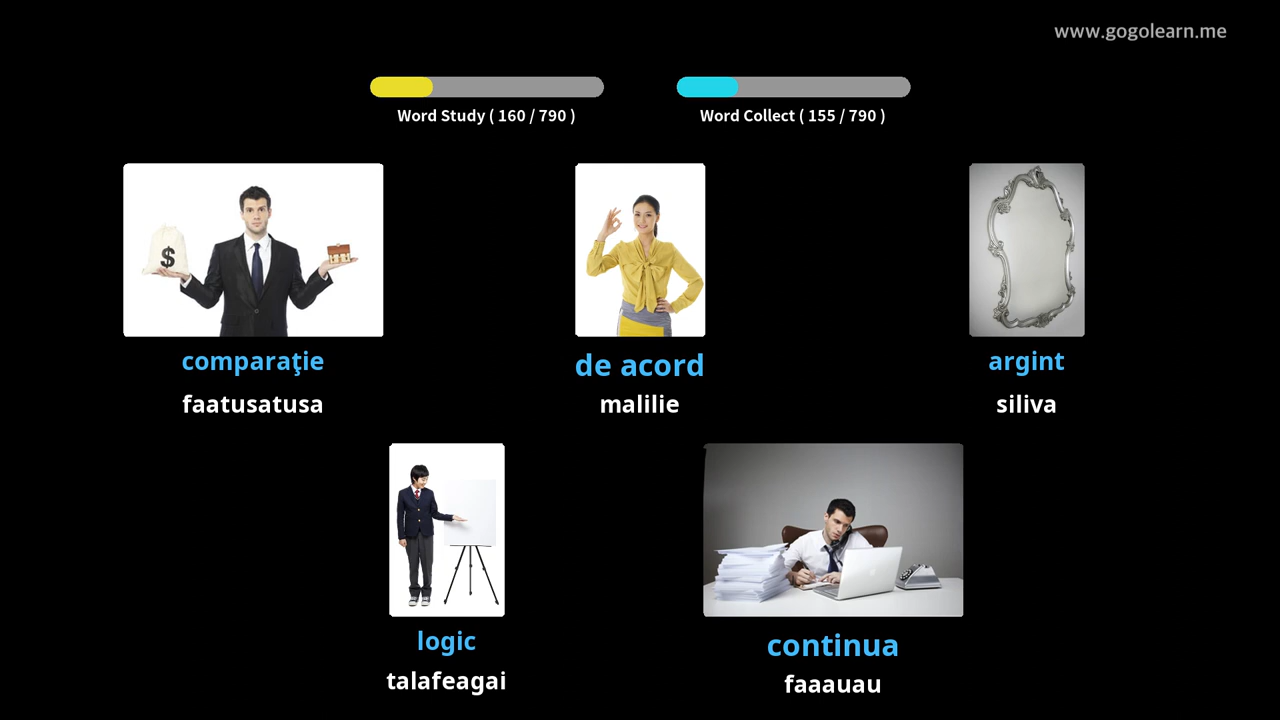 www.gogolearn.me
Word Study ( 160 / 790 )
Word Collect ( 155 / 790 )
$
comparaţie
de acord
argint
faatusatusa
malilie
siliva
logic
continua
talafeagai
faaauau